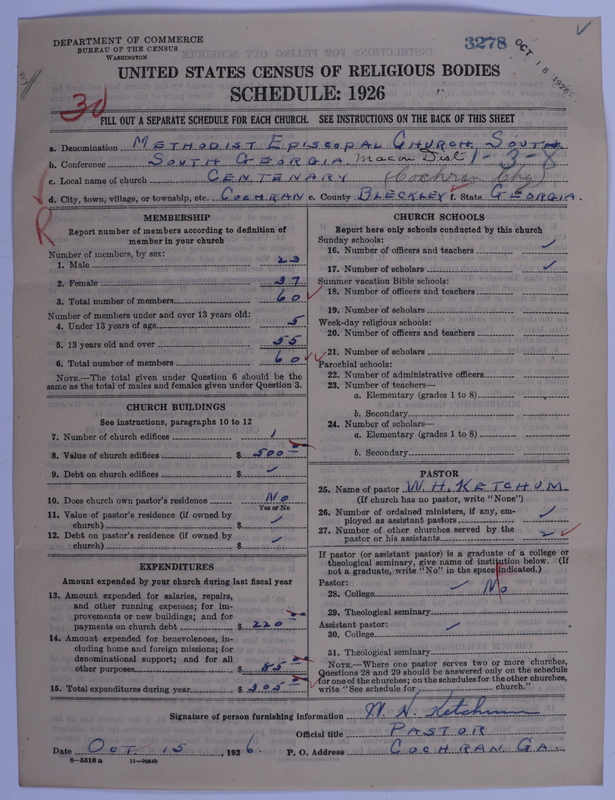 DEPARTMENT OF COMMERCE
BUREAU OF THE CENSUS
WASHINGTON
3278
OCT 18 1926
UNITED STATES CENSUS OF RELIGIOUS BODIES
SCHEDULE: 1926
3d
FILL OUT A SEPARATE SCHEDULE FOR EACH CHURCH. SEE INSTRUCTIONS ON THE BACK OF THIS SHEET
a. Denomination METHODIST EPISCOPAL CHURCH, SOUTH
b. Conference SOUTH GEORGIA. Macon Dist 1-3-8
c. Local name of church CENTENARY (Cochran Chg)
d. City, town, village, or township, etc. COCHRAN e. County BLECKLEY f. State GEORGIA.
R
MEMBERSHIP
Report number of members according to definition of
member in your church
Number of members, by sex:
1. Male 23
2. Female 37
3. Total number of members 60
Number of members under and over 13 years old:
4. Under 13 years of age 5
5. 13 years old and over 55
6. Total number of members 60
NOTE.—The total given under Question 6 should be the
same as the total of males and females given under Question 3.
CHURCH BUILDINGS
See instructions, paragraphs 10 to 12
7. Number of church edifices 1
8. Value of church edifices $ 500
9. Debt on church edifices $
10. Does church own pastor's residence No
Yes or No
11. Value of pastor's residence (if owned by
church) $
12. Debt on pastor's residence (if owned by
church) $
EXPENDITURES
Amount expended by your church during last fiscal year
13. Amount expended for salaries, repairs,
and other running expenses; for im-
provements or new buildings; and for
payments on church debt $ 220
14. Amount expended for benevolences, in-
cluding home and foreign missions; for
denominational support; and for all
other purposes $ 85
15. Total expenditures during year $ 305
CHURCH SCHOOLS
Report here only schools conducted by this church
Sunday schools:
16. Number of officers and teachers
17. Number of scholars
Summer vacation Bible schools:
18. Number of officers and teachers
19. Number of scholars
Week-day religious schools:
20. Number of officers and teachers
21. Number of scholars
Parochial schools:
22. Number of administrative officers
23. Number of teachers—
a. Elementary (grades 1 to 8)
b. Secondary
24. Number of scholars—
a. Elementary (grades 1 to 8)
b. Secondary
PASTOR
25. Name of pastor W. H. KETCHUM.
(If church has no pastor, write "None")
26. Number of ordained ministers, if any, em-
ployed as assistant pastors
27. Number of other churches served by the
pastor or his assistants 2
If pastor (or assistant pastor) is a graduate of a college or
theological seminary, give name of institution below. (If
not a graduate, write "No" in the space indicated.)
Pastor:
28. College No
29. Theological seminary
Assistant pastor:
30. College
31. Theological seminary
NOTE.—Where one pastor serves two or more churches,
Questions 28 and 29 should be answered only on the schedule
for one of the churches; on the schedules for the other churches,
write "See schedule for church."
Signature of person furnishing information W. H. Ketchum
Official title PASTOR
Date OCT. 15, 1926. P. O. Address COCHRAN GA.
8-5518a 11-9254b